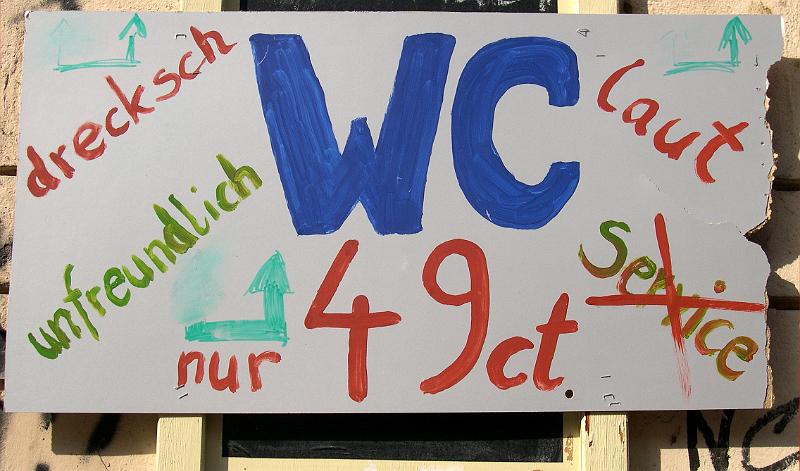 drecksch
WC
laut
unfreundlich
Service
nur
49ct.